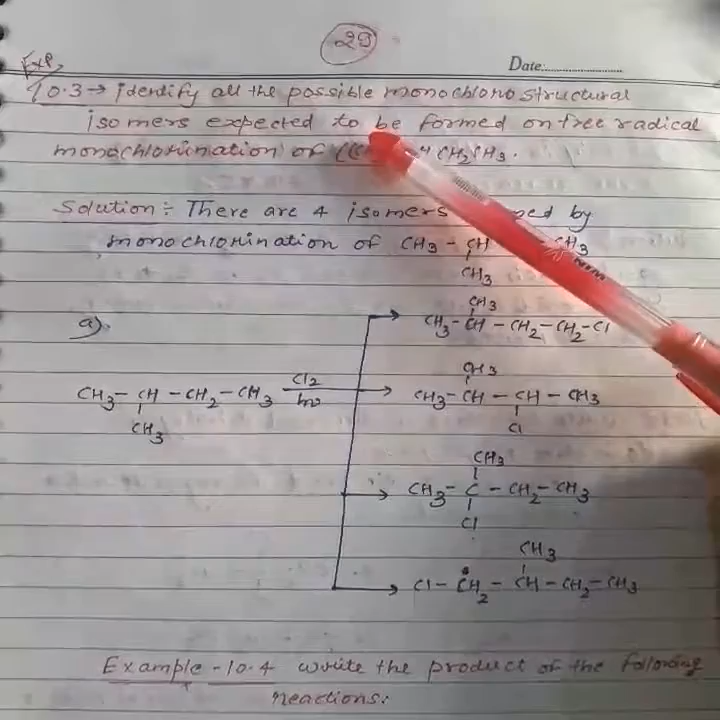 29
Date:
Exp.
10.3→ identify all the possible monochloro structural
isomers expected to be formed on free radical
monochlorination of CH₂CH₃.
Solution:- There are 4 isomers by
monochlorination of CH₃ - CH CH₃
CH₃
CH₃
a).
CH₃-CH - CH₂-CH₂-Cl
CH₃
Cl₂
CH₃- CH -CH₂-CH₃
hν
CH₃-CH - CH - CH₃
CH₃
Cl
CH₃
CH₃- C - CH₂-CH₃
Cl
CH₃
Cl- CH₂ - CH-CH₂-CH₃
Example -10.4 write the product of the following
reactions: